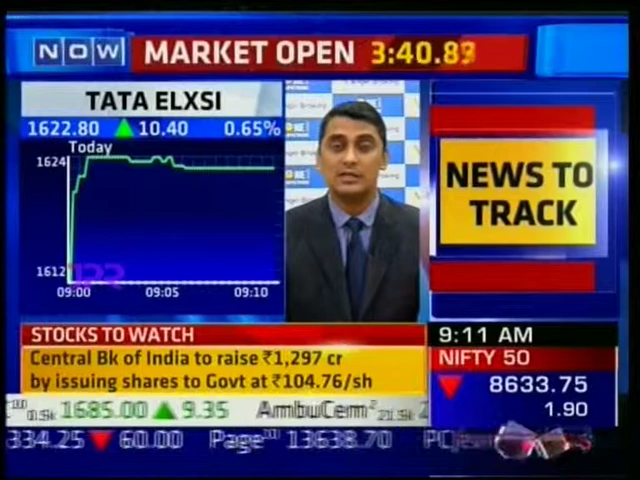 NOW
MARKET OPEN 3:40.83
TATA ELXSI
1622.80 10.40 0.65%
Today
1624
1612
09:00 09:05 09:10
NEWS TO
TRACK
STOCKS TO WATCH
Central Bk of India to raise ₹1,297 cr
by issuing shares to Govt at ₹104.76/sh
9:11 AM
NIFTY 50
8633.75
1.90
1685.00 9.35 AmbuCem
334.25 60.00 Page 13638.70 PCJ